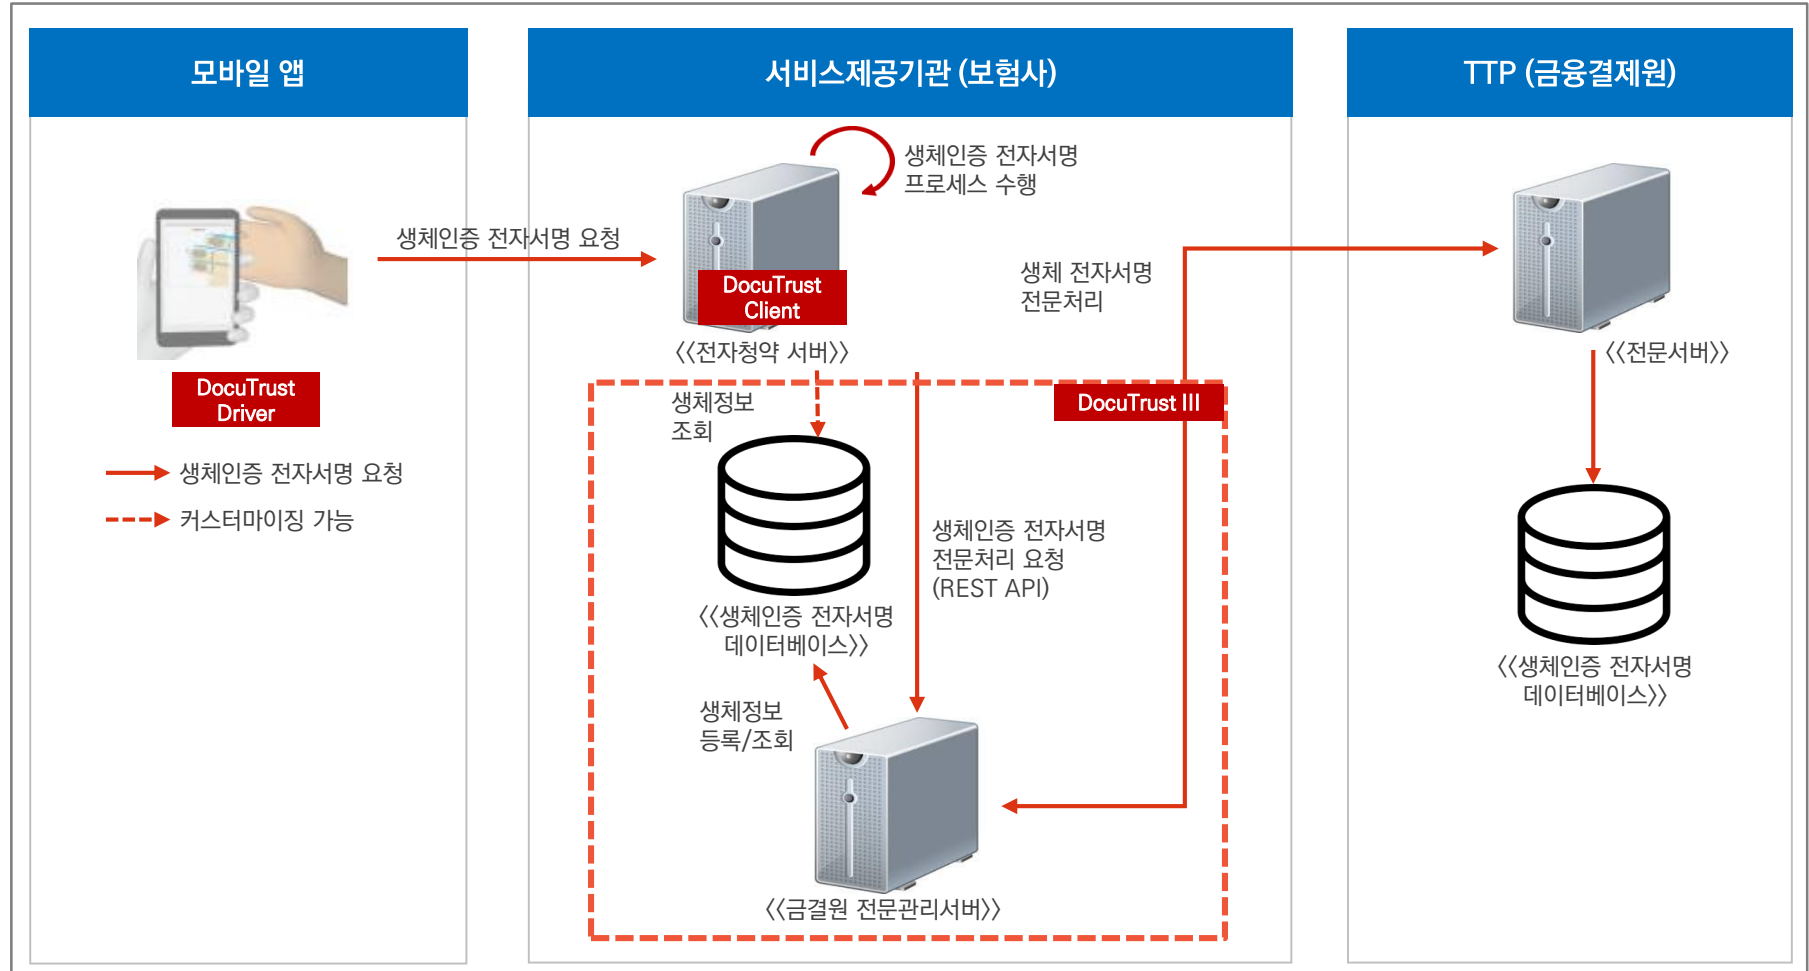 모바일 앱
서비스제공기관 (보험사)
TTP (금융결제원)
생체인증 전자서명
프로세스 수행
생체인증 전자서명 요청
DocuTrust
Client
<<전자청약 서버>>
생체 전자서명
전문처리
<<전문서버>>
DocuTrust
Driver
생체인증 전자서명 요청
커스터마이징 가능
DocuTrust III
생체정보
조회
생체인증 전자서명
전문처리 요청
(REST API)
<<생체인증 전자서명
데이터베이스>>
<<생체인증 전자서명
데이터베이스>>
생체정보
등록/조회
<<금결원 전문관리서버>>